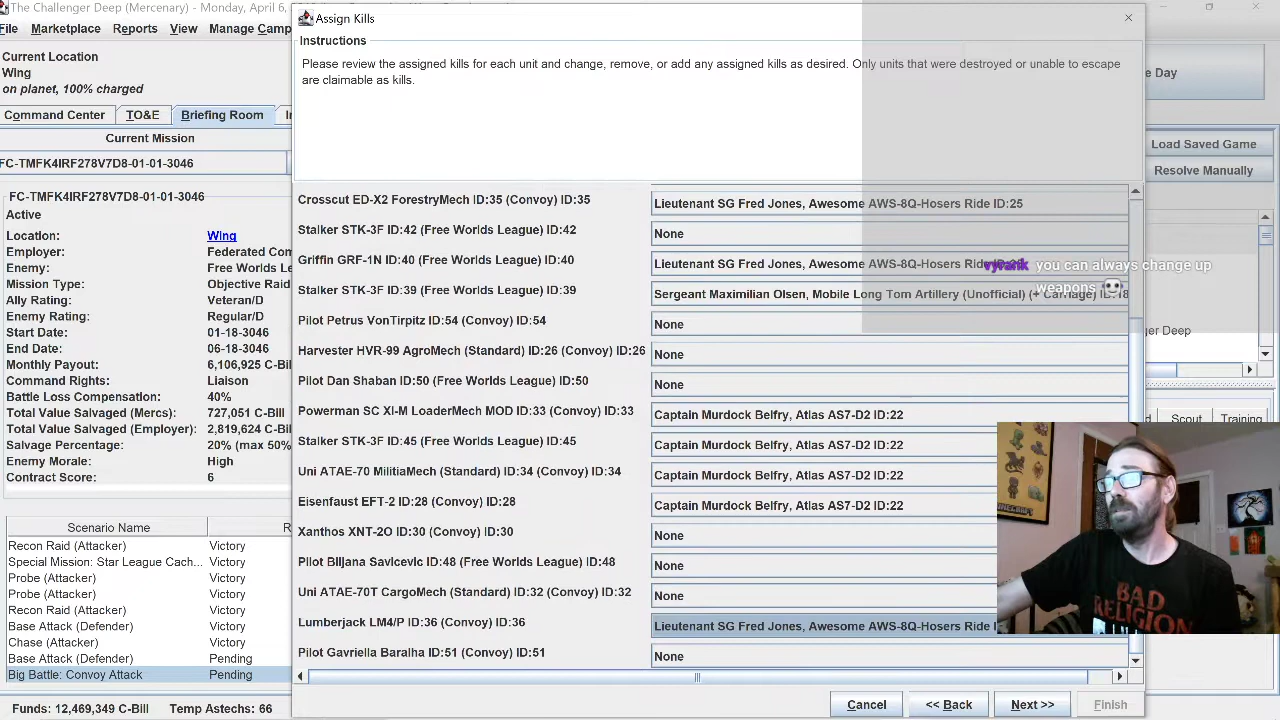 The Challenger Deep (Mercenary) - Monday, April 6
Assign Kills
File Marketplace Reports View Manage Camp
Instructions
Current Location
Wing
on planet, 100% charged
Please review the assigned kills for each unit and change, remove, or add any assigned kills as desired. Only units that were destroyed or unable to escape
are claimable as kills.
e Day
Command Center TO&E Briefing Room
Current Mission
FC-TMFK4IRF278V7D8-01-01-3046
Load Saved Game
Resolve Manually
FC-TMFK4IRF278V7D8-01-01-3046
Active
Location: Wing
Employer: Federated Com
Enemy: Free Worlds Le
Mission Type: Objective Raid
Ally Rating: Veteran/D
Enemy Rating: Regular/D
Start Date: 01-18-3046
End Date: 06-18-3046
Monthly Payout: 6,106,925 C-Bill
Command Rights: Liaison
Battle Loss Compensation: 40%
Total Value Salvaged (Mercs): 727,051 C-Bill
Total Value Salvaged (Employer): 2,819,624 C-Bill
Salvage Percentage: 20% (max 50%
Enemy Morale: High
Contract Score: 6
Crosscut ED-X2 ForestryMech ID:35 (Convoy) ID:35 Lieutenant SG Fred Jones, Awesome AWS-8Q-Hosers Ride ID:25
Stalker STK-3F ID:42 (Free Worlds League) ID:42 None
Griffin GRF-1N ID:40 (Free Worlds League) ID:40 Lieutenant SG Fred Jones, Awesome AWS-8Q-Hosers Ride
vyrank you can always change up
weapons
Stalker STK-3F ID:39 (Free Worlds League) ID:39 Sergeant Maximilian Olsen, Mobile Long Tom Artillery (Unofficial) (+ Carriage) ID:18
Pilot Petrus VonTirpitz ID:54 (Convoy) ID:54 None
ger Deep
Harvester HVR-99 AgroMech (Standard) ID:26 (Convoy) ID:26 None
Pilot Dan Shaban ID:50 (Free Worlds League) ID:50 None
Powerman SC XI-M LoaderMech MOD ID:33 (Convoy) ID:33 Captain Murdock Belfry, Atlas AS7-D2 ID:22
Scout Training
Stalker STK-3F ID:45 (Free Worlds League) ID:45 Captain Murdock Belfry, Atlas AS7-D2 ID:22
Uni ATAE-70 MilitiaMech (Standard) ID:34 (Convoy) ID:34 Captain Murdock Belfry, Atlas AS7-D2 ID:22
Eisenfaust EFT-2 ID:28 (Convoy) ID:28 Captain Murdock Belfry, Atlas AS7-D2 ID:22
Xanthos XNT-2O ID:30 (Convoy) ID:30 None
Pilot Biljana Savicevic ID:48 (Free Worlds League) ID:48 None
Uni ATAE-70T CargoMech (Standard) ID:32 (Convoy) ID:32 None
Lumberjack LM4/P ID:36 (Convoy) ID:36 Lieutenant SG Fred Jones, Awesome AWS-8Q-Hosers Ride
Pilot Gavriella Baralha ID:51 (Convoy) ID:51 None
Scenario Name
Recon Raid (Attacker) Victory
Special Mission: Star League Cach... Victory
Probe (Attacker) Victory
Probe (Attacker) Victory
Recon Raid (Attacker) Victory
Base Attack (Defender) Victory
Chase (Attacker) Victory
Base Attack (Defender) Pending
Big Battle: Convoy Attack Pending
Funds: 12,469,349 C-Bill Temp Astechs: 66
Cancel << Back Next >> Finish
MINECRAFT
BAD
RELIGION